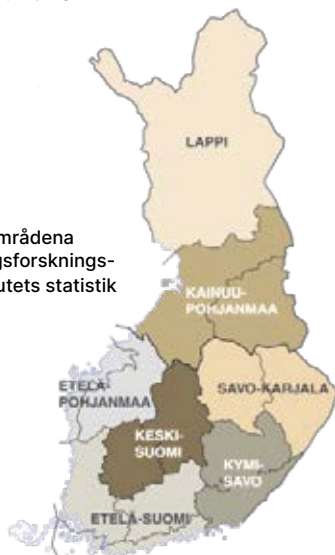 LAPPI
områdena
gsforsknings-
utets statistik
KAINUU-
POHJANMAA
ETELÄ-
POHJANMAA
SAVO-KARJALA
KESKI-
SUOMI
KYMI-
SAVO
ETELÄ-SUOMI